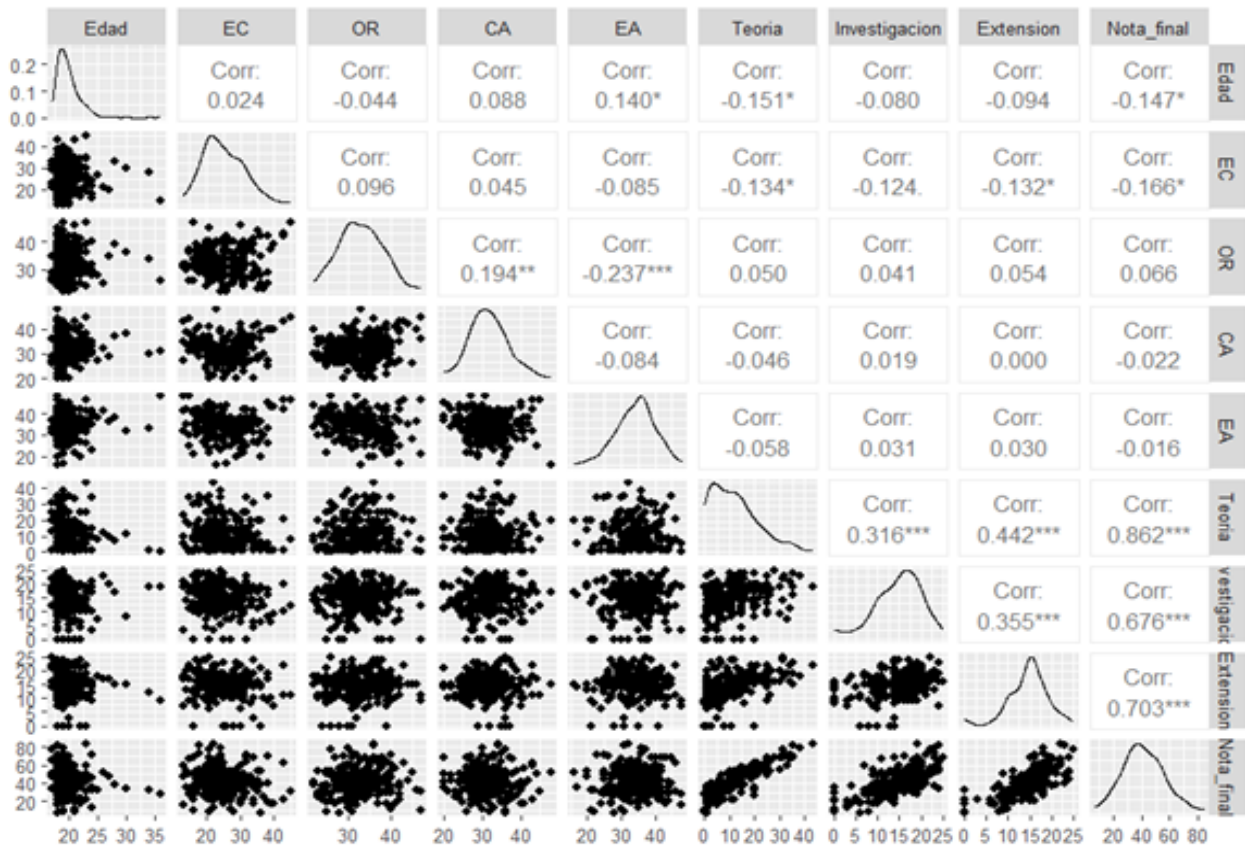 Edad EC OR CA EA Teoria Investigacion Extension Nota_final
0.2
0.1
0.0
Corr: Corr: Corr: Corr: Corr: Corr: Corr: Corr:
0.024 -0.044 0.088 0.140* -0.151* -0.080 -0.094 -0.147*
Edad
40
30
20
Corr: Corr: Corr: Corr: Corr: Corr: Corr:
0.096 0.045 -0.085 -0.134* -0.124. -0.132* -0.166*
EC
40
30
Corr: Corr: Corr: Corr: Corr: Corr:
0.194** -0.237*** 0.050 0.041 0.054 0.066
OR
40
30
20
Corr: Corr: Corr: Corr: Corr:
-0.084 -0.046 0.019 0.000 -0.022
CA
40
30
20
Corr: Corr: Corr: Corr:
-0.058 0.031 0.030 -0.016
EA
40
30
20
10
0
Corr: Corr: Corr:
0.316*** 0.442*** 0.862***
Teoria
25
20
15
10
5
0
Corr: Corr:
0.355*** 0.676***
vestigacic
25
20
15
10
5
0
Corr:
0.703***
Extension
80
60
40
20
Nota_final
20 25 30 35 20 30 40 30 40 20 30 40 20 30 40 0 10 20 30 40 0 5 10 15 20 25 0 5 10 15 20 25 20 40 60 80